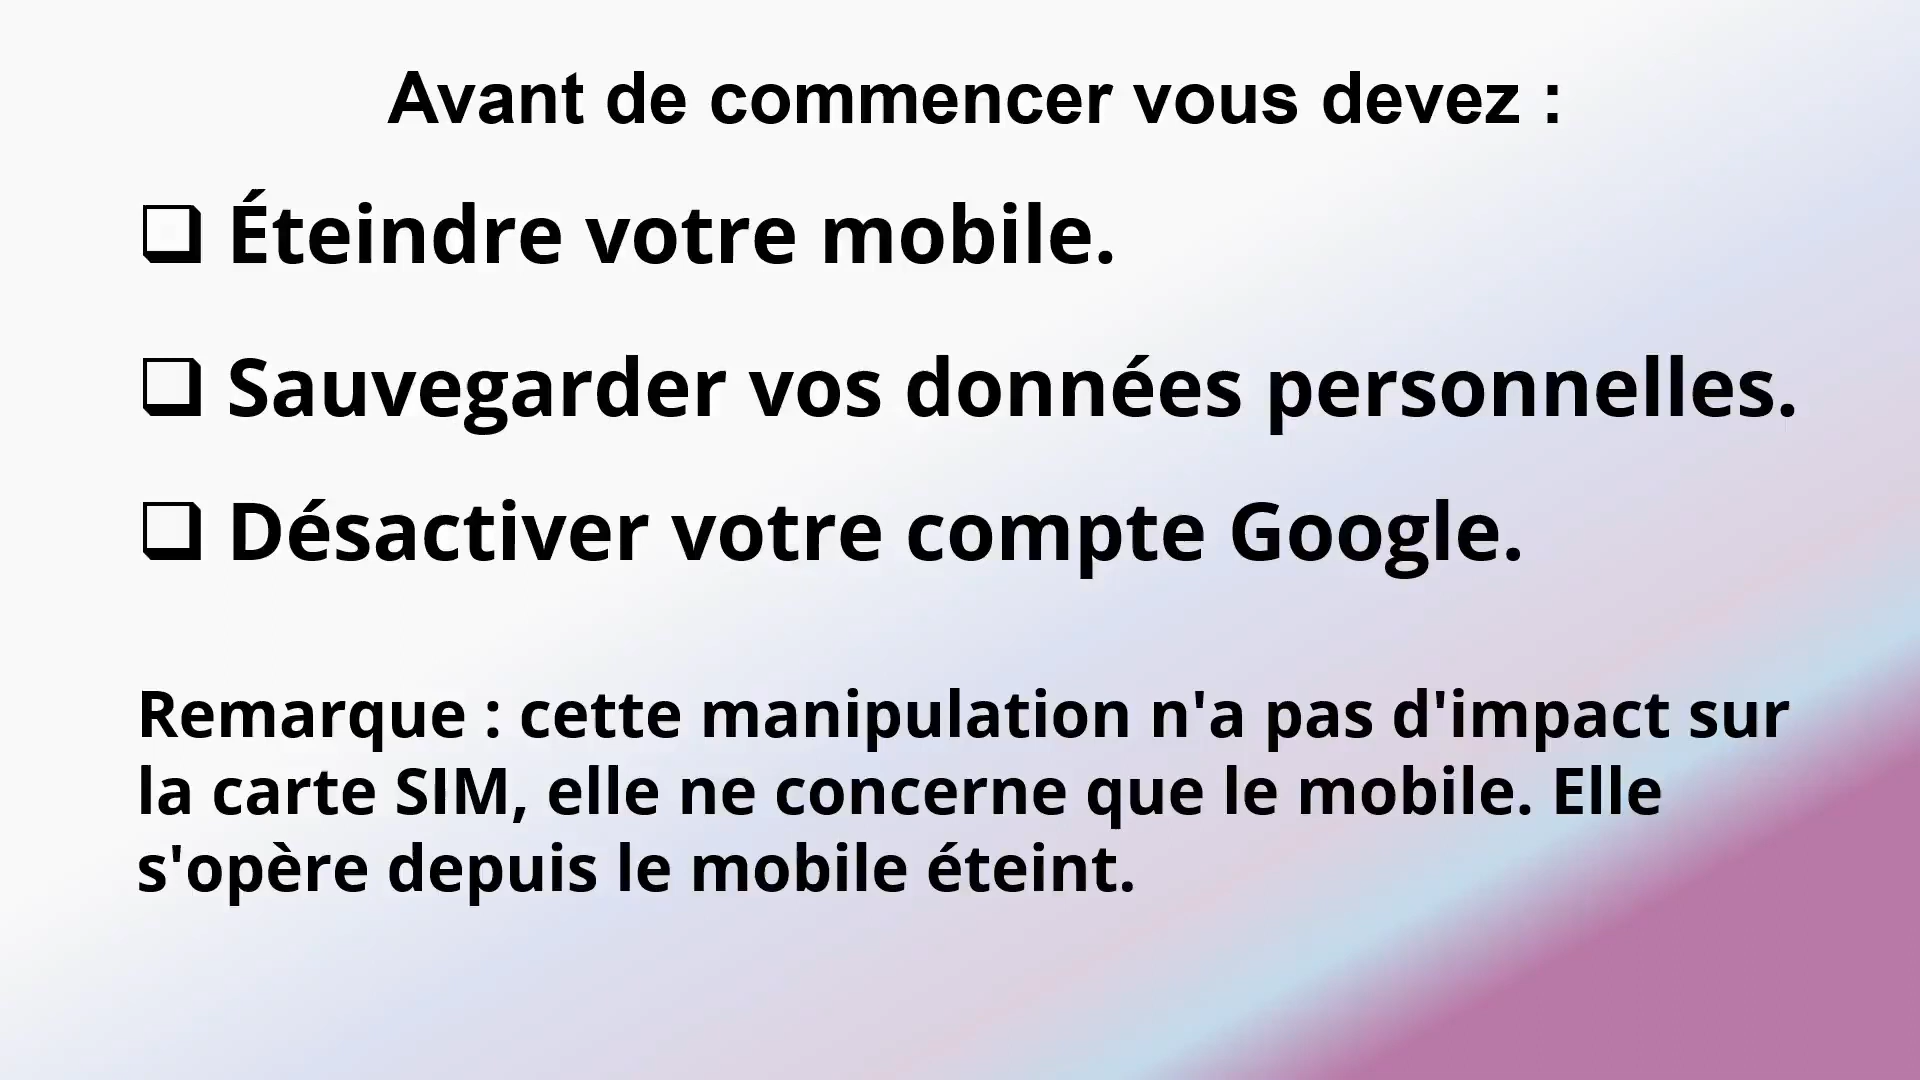 Avant de commencer vous devez :
❑ Éteindre votre mobile.
❑ Sauvegarder vos données personnelles.
❑ Désactiver votre compte Google.
Remarque : cette manipulation n'a pas d'impact sur
la carte SIM, elle ne concerne que le mobile. Elle
s'opère depuis le mobile éteint.